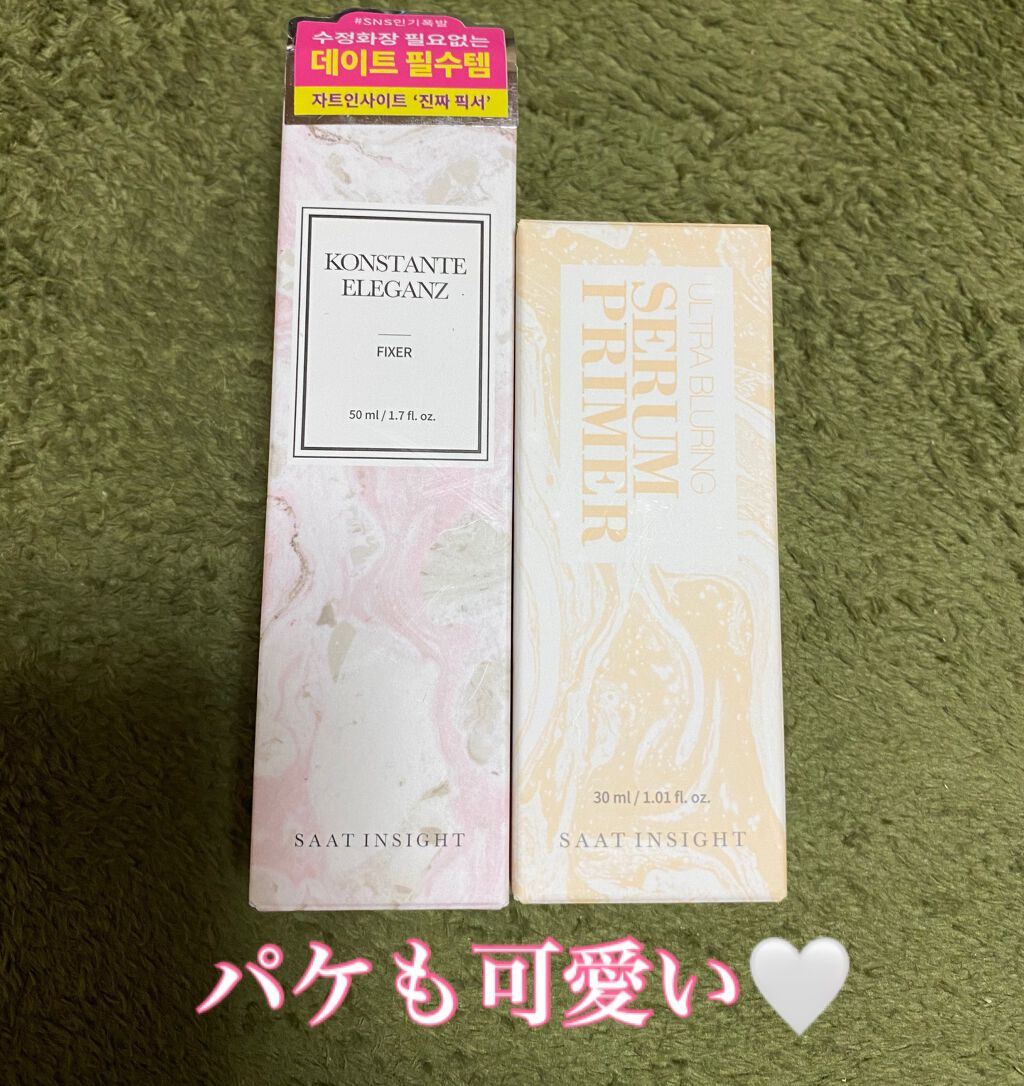 #SNS인기폭발
수정화장 필요없는
데이트 필수템
자트인사이트 ‘진짜 픽서’
KONSTANTE
ELEGANZ
FIXER
50 ml / 1.7 fl. oz.
SAAT INSIGHT
ULTRA BLURING
SERUM
PRIMER
30 ml / 1.01 fl. oz.
SAAT INSIGHT
パケも可愛い🤍